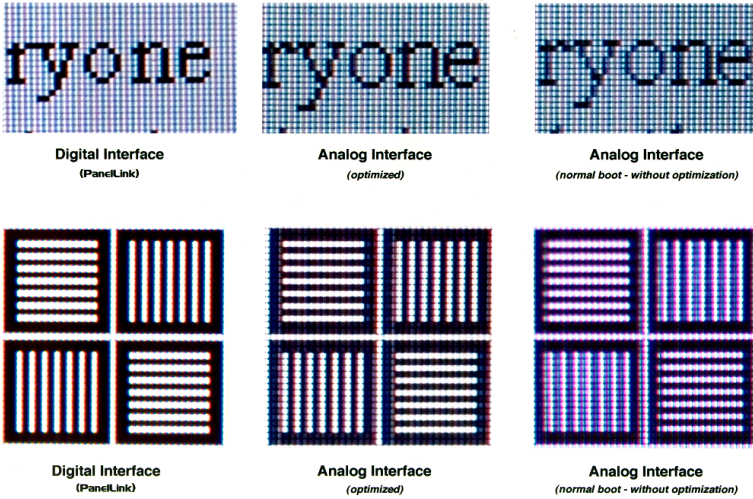 ryone
ryone
ryone
Digital Interface
(PanelLink)
Analog Interface
(optimized)
Analog Interface
(normal boot - without optimization)
Digital Interface
(PanelLink)
Analog Interface
(optimized)
Analog Interface
(normal boot - without optimization)